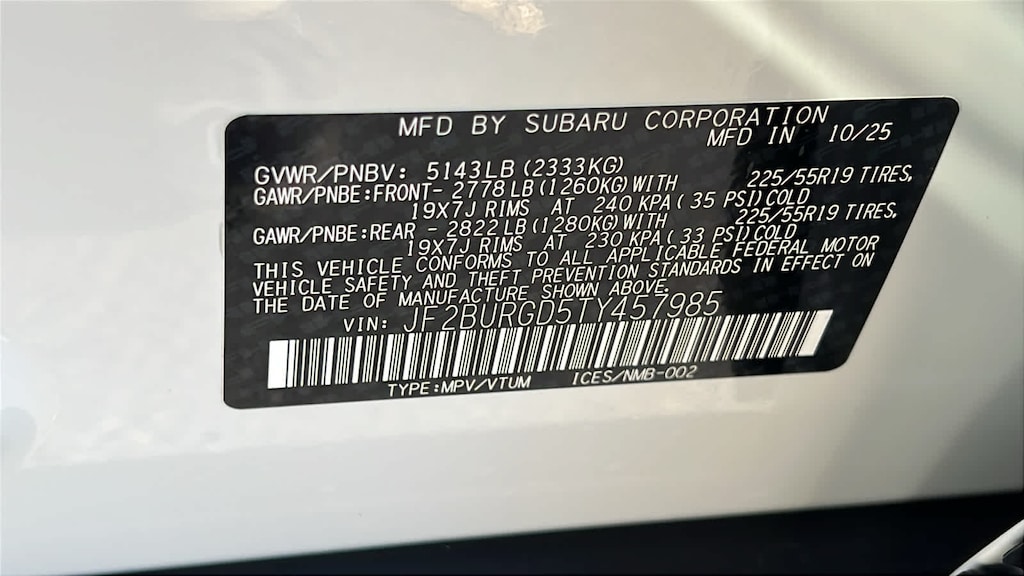 MFD BY SUBARU CORPORATION
MFD IN 10/25
GVWR/PNBV: 5143LB (2333KG)
GAWR/PNBE:FRONT- 2778LB(1260KG)WITH 225/55R19 TIRES,
19X7J RIMS AT 240 KPA( 35 PSI)COLD
GAWR/PNBE:REAR - 2822LB(1280KG)WITH 225/55R19 TIRES,
19X7J RIMS AT 230 KPA( 33 PSI)COLD
THIS VEHICLE CONFORMS TO ALL APPLICABLE FEDERAL MOTOR
VEHICLE SAFETY AND THEFT PREVENTION STANDARDS IN EFFECT ON
THE DATE OF MANUFACTURE SHOWN ABOVE.
VIN: JF2BURGD5TY457985
TYPE:MPV/VTUM ICES/NMB-002